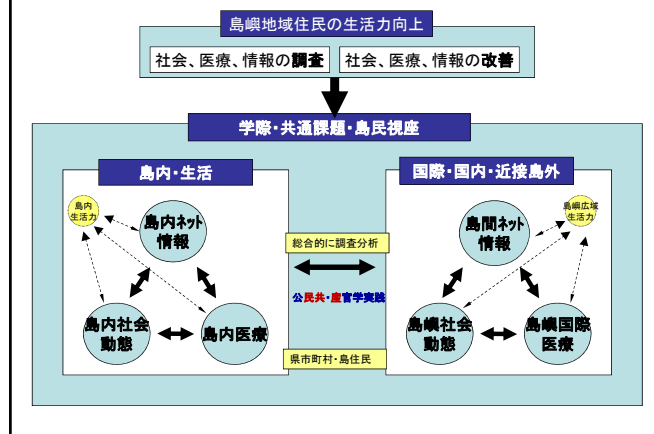 島嶼地域住民の生活力向上
社会、医療、情報の調査
社会、医療、情報の改善
学際・共通課題・島民視座
島内・生活
国際・国内・近接島外
島内
生活力
島内ネット
情報
島内社会
動態
島内医療
総合的に調査分析
公民共・産官学実践
県市町村・島住民
島嶼広域
生活力
島間ネット
情報
島嶼社会
動態
島嶼国際
医療